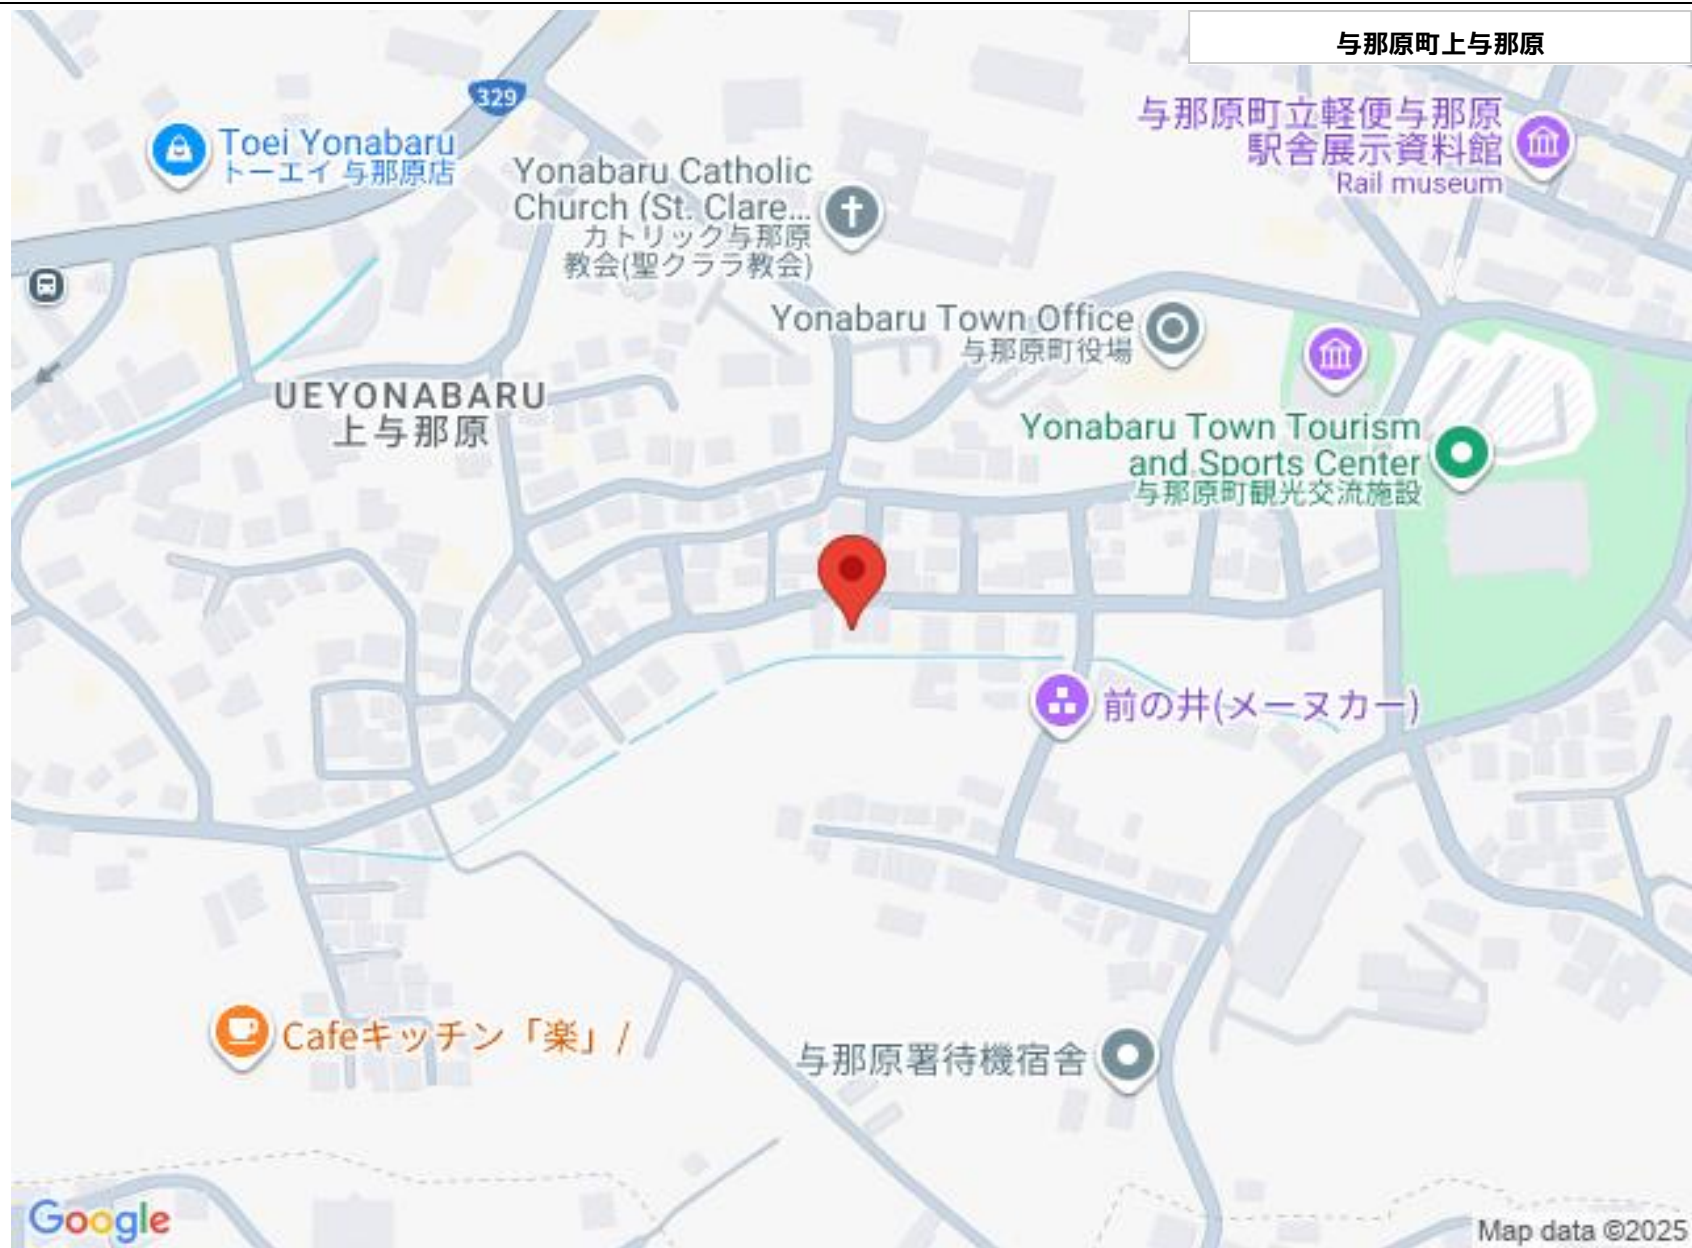 与那原町上与那原
329
Toei Yonabaru
トーエイ 与那原店
Yonabaru Catholic
Church (St. Clare...
カトリック与那原
教会(聖クララ教会)
与那原町立軽便与那原
駅舎展示資料館
Rail museum
Yonabaru Town Office
与那原町役場
UEYONABARU
上与那原
Yonabaru Town Tourism
and Sports Center
与那原町観光交流施設
前の井(メーヌカー)
Cafeキッチン「楽」/
与那原署待機宿舎
Google
Map data ©2025